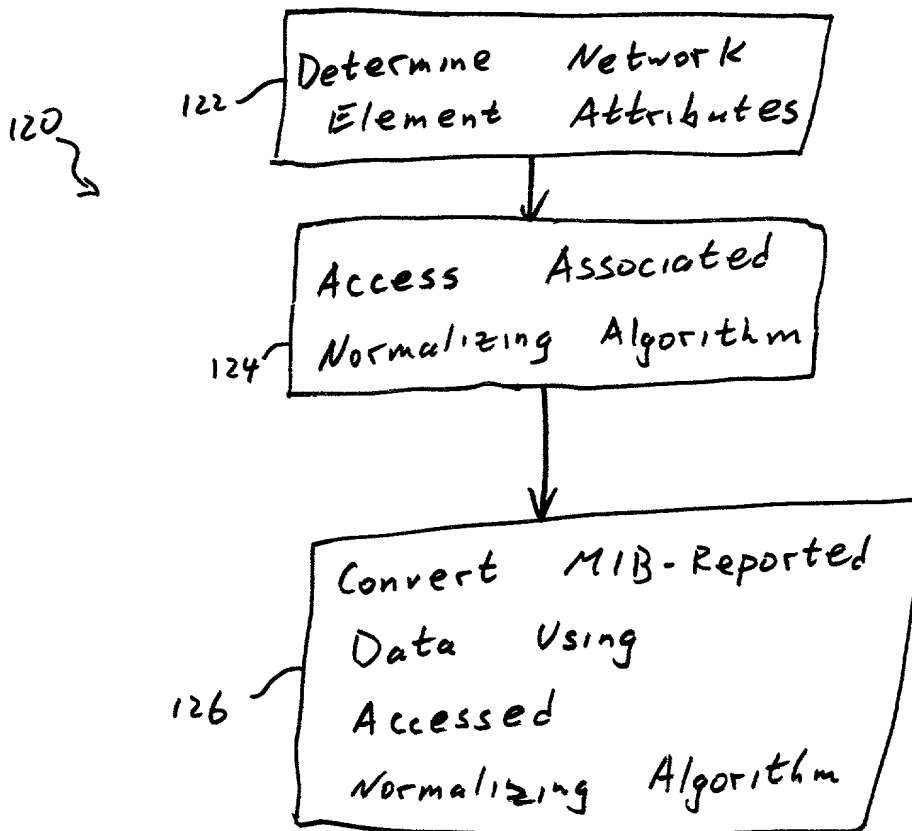 120
122
Determine Network
Element Attributes
124
Access Associated
Normalizing Algorithm
126
Convert MIB-Reported
Data Using
Accessed
Normalizing Algorithm